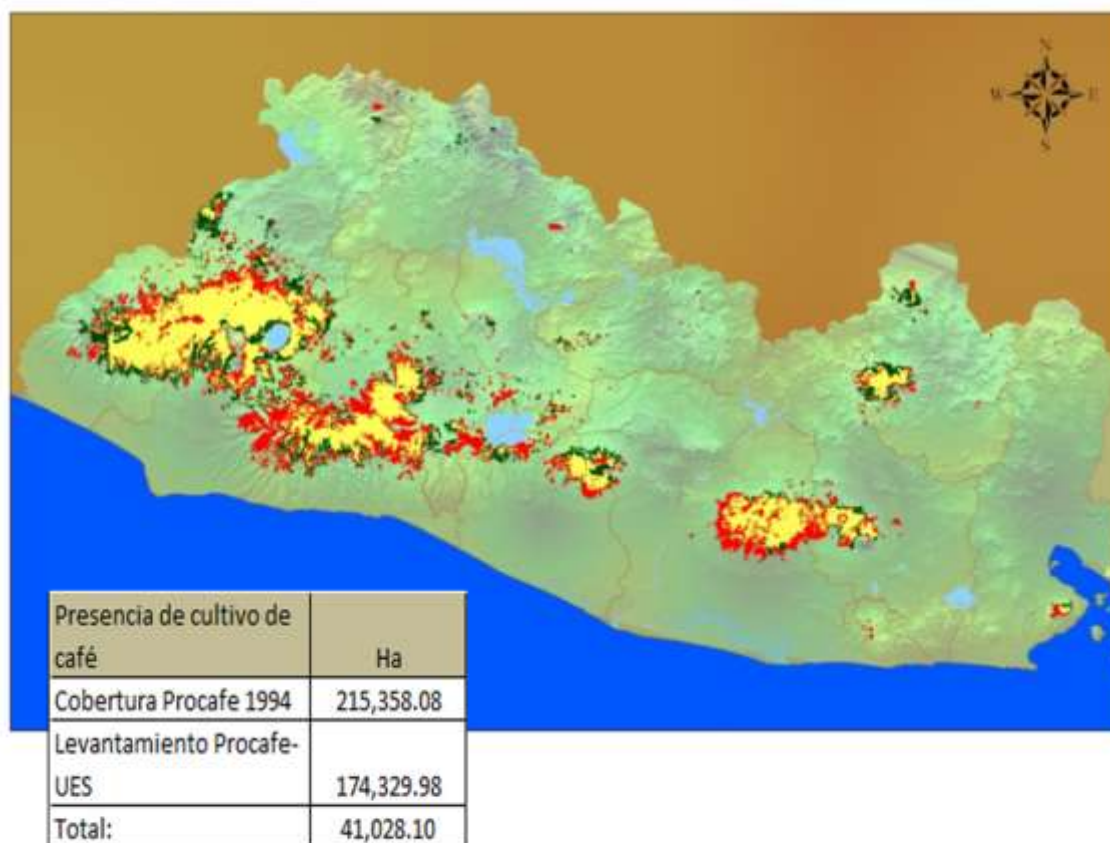 N
W E
S
Presencia de cultivo de
café Ha
Cobertura Procafe 1994 215,358.08
Levantamiento Procafe-
UES 174,329.98
Total: 41,028.10